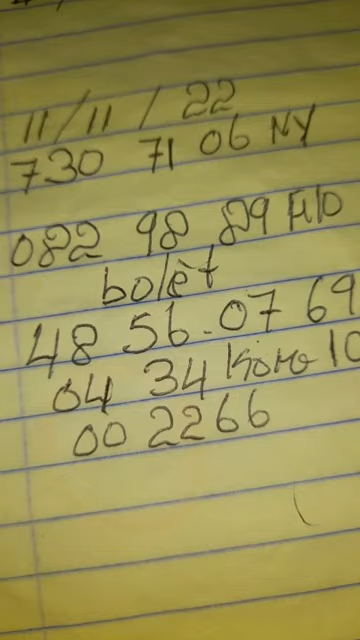 11/11/22
730 71 06 NY
082 98 89 Flo
bolèt
48 56.07 69
04 34 10
00 2266